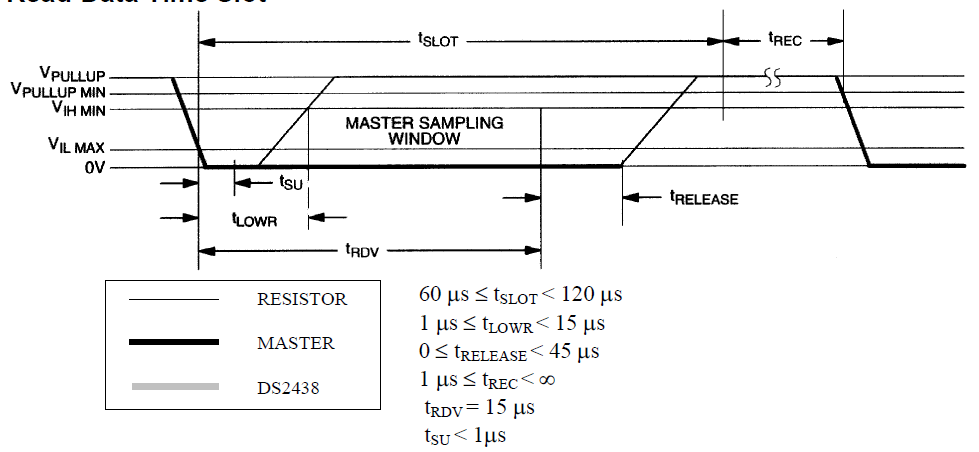 Read Data Time Slot
tSLOT
tREC
VPULLUP
VPULLUP MIN
VIH MIN
MASTER SAMPLING
WINDOW
VIL MAX
0V
tSU
tRELEASE
tLOWR
tRDV
RESISTOR
MASTER
DS2438
60 μs ≤ tSLOT < 120 μs
1 μs ≤ tLOWR < 15 μs
0 ≤ tRELEASE < 45 μs
1 μs ≤ tREC < ∞
tRDV = 15 μs
tSU < 1μs